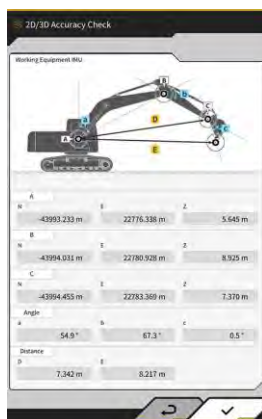 2D/3D Accuracy Check
Working Equipment IMU
B
b
C
D
A
a
c
E
A
N E Z
-43993.233 m 22776.338 m 5.645 m
B
N E Z
-43994.031 m 22780.928 m 8.925 m
C
N E Z
-43994.455 m 22783.369 m 7.370 m
Angle
a b c
54.9 ° 67.3 ° 0.5 °
Distance
D E
7.342 m 8.217 m